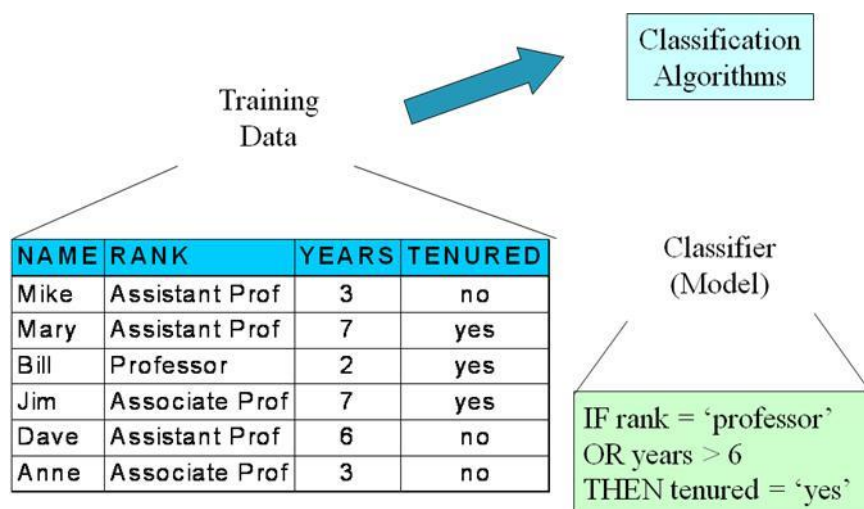 Classification
Algorithms
Training
Data
NAME RANK YEARS TENURED
Mike Assistant Prof 3 no
Mary Assistant Prof 7 yes
Bill Professor 2 yes
Jim Associate Prof 7 yes
Dave Assistant Prof 6 no
Anne Associate Prof 3 no
Classifier
(Model)
IF rank = ‘professor’
OR years > 6
THEN tenured = ‘yes’